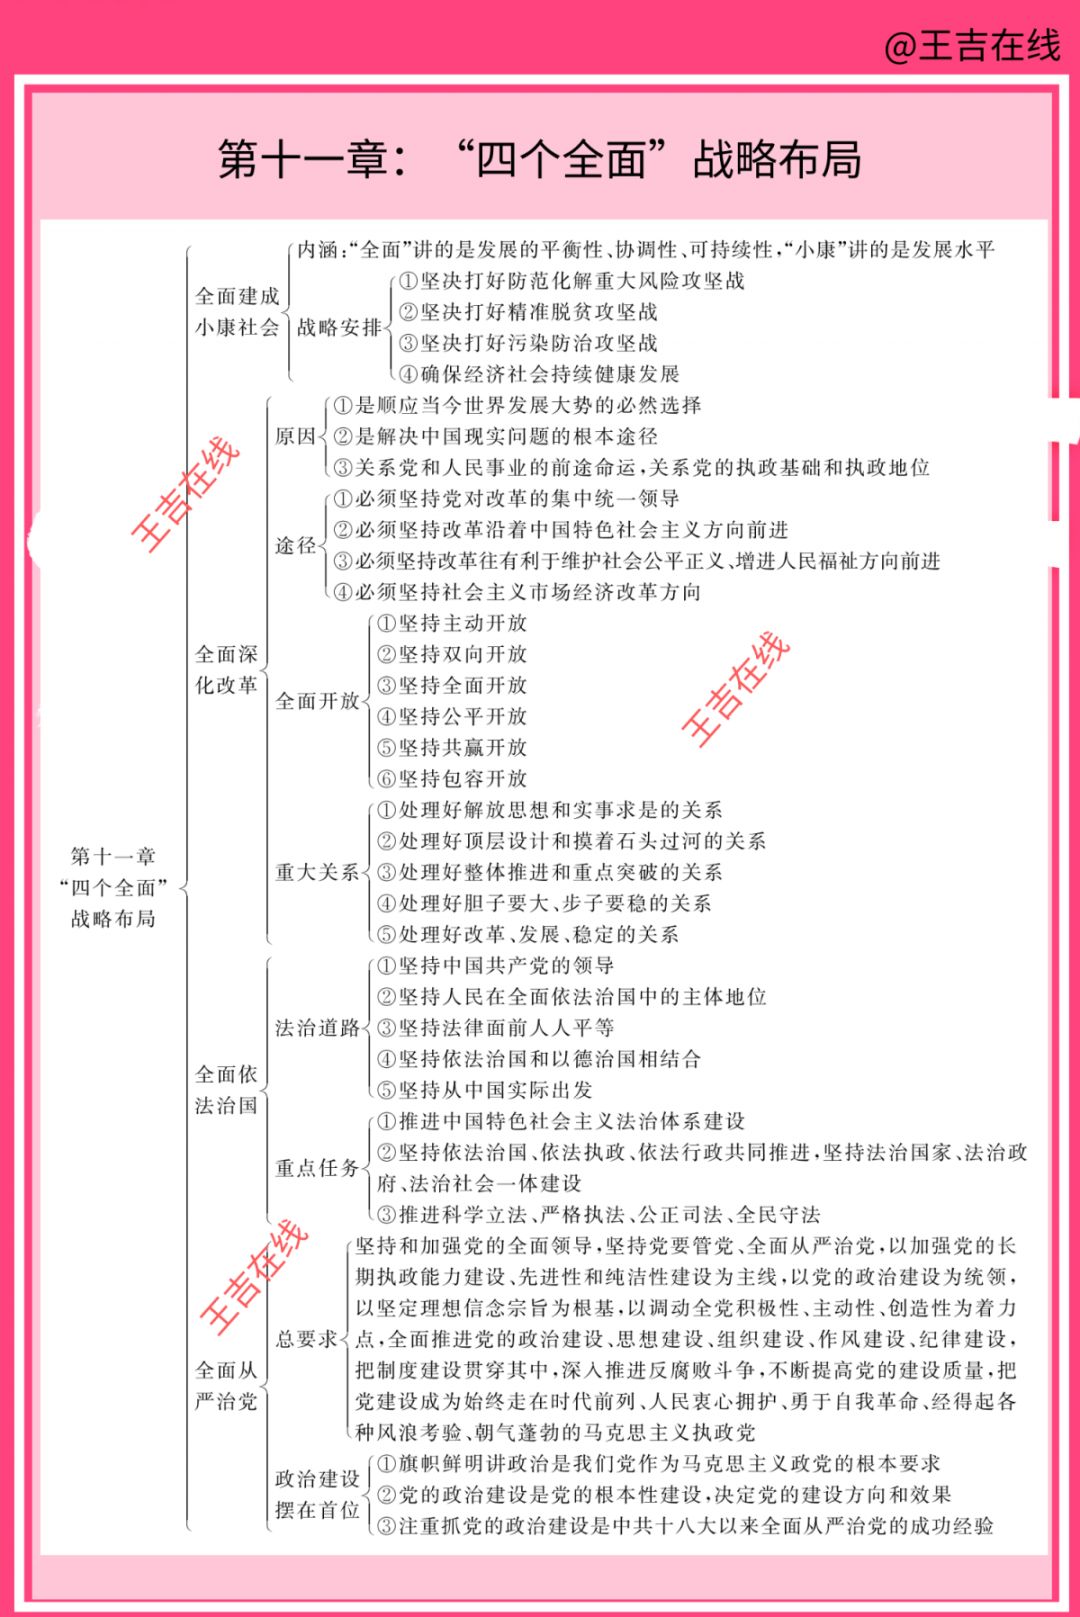 @王吉在线
第十一章：“四个全面”战略布局
内涵:“全面”讲的是发展的平衡性、协调性、可持续性,“小康”讲的是发展水平
全面建成
小康社会
战略安排
①坚决打好防范化解重大风险攻坚战
②坚决打好精准脱贫攻坚战
③坚决打好污染防治攻坚战
④确保经济社会持续健康发展
全面深
化改革
原因
①是顺应当今世界发展大势的必然选择
②是解决中国现实问题的根本途径
③关系党和人民事业的前途命运,关系党的执政基础和执政地位
途径
①必须坚持党对改革的集中统一领导
②必须坚持改革沿着中国特色社会主义方向前进
③必须坚持改革往有利于维护社会公平正义、增进人民福祉方向前进
④必须坚持社会主义市场经济改革方向
全面开放
①坚持主动开放
②坚持双向开放
③坚持全面开放
④坚持公平开放
⑤坚持共赢开放
⑥坚持包容开放
第十一章
“四个全面”
战略布局
重大关系
①处理好解放思想和实事求是的关系
②处理好顶层设计和摸着石头过河的关系
③处理好整体推进和重点突破的关系
④处理好胆子要大、步子要稳的关系
⑤处理好改革、发展、稳定的关系
全面依
法治国
法治道路
①坚持中国共产党的领导
②坚持人民在全面依法治国中的主体地位
③坚持法律面前人人平等
④坚持依法治国和以德治国相结合
⑤坚持从中国实际出发
重点任务
①推进中国特色社会主义法治体系建设
②坚持依法治国、依法执政、依法行政共同推进,坚持法治国家、法治政
府、法治社会一体建设
③推进科学立法、严格执法、公正司法、全民守法
全面从
严治党
总要求
坚持和加强党的全面领导,坚持党要管党、全面从严治党,以加强党的长
期执政能力建设、先进性和纯洁性建设为主线,以党的政治建设为统领,
以坚定理想信念宗旨为根基,以调动全党积极性、主动性、创造性为着力
点,全面推进党的政治建设、思想建设、组织建设、作风建设、纪律建设,
把制度建设贯穿其中,深入推进反腐败斗争,不断提高党的建设质量,把
党建设成为始终走在时代前列、人民衷心拥护、勇于自我革命、经得起各
种风浪考验、朝气蓬勃的马克思主义执政党
政治建设
摆在首位
①旗帜鲜明讲政治是我们党作为马克思主义政党的根本要求
②党的政治建设是党的根本性建设,决定党的建设方向和效果
③注重抓党的政治建设是中共十八大以来全面从严治党的成功经验
王吉在线
王吉在线
王吉在线